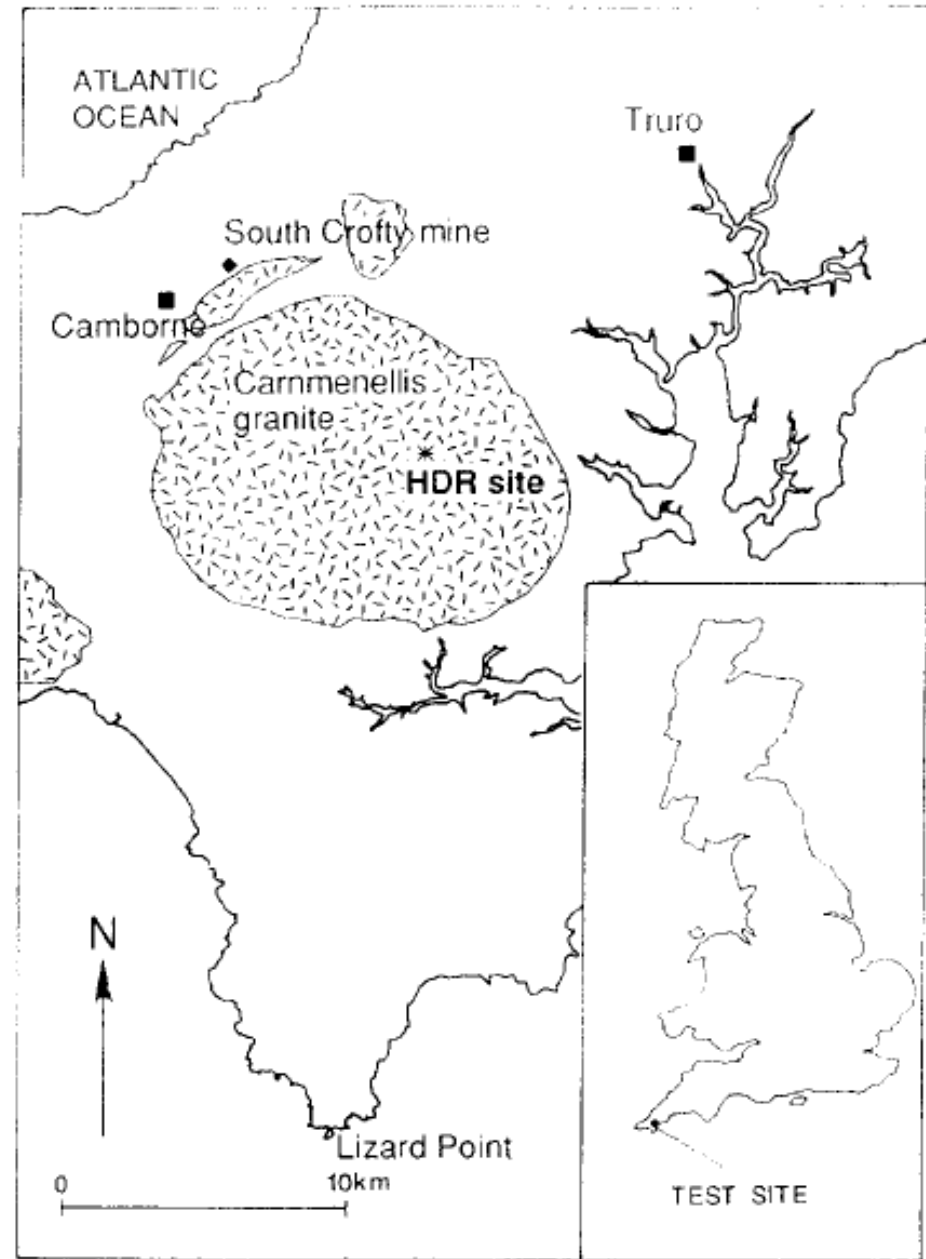 ATLANTIC
OCEAN
Truro
South Crofty mine
Camborne
Carnmenellis
granite
HDR site
N
Lizard Point
0 10km
TEST SITE